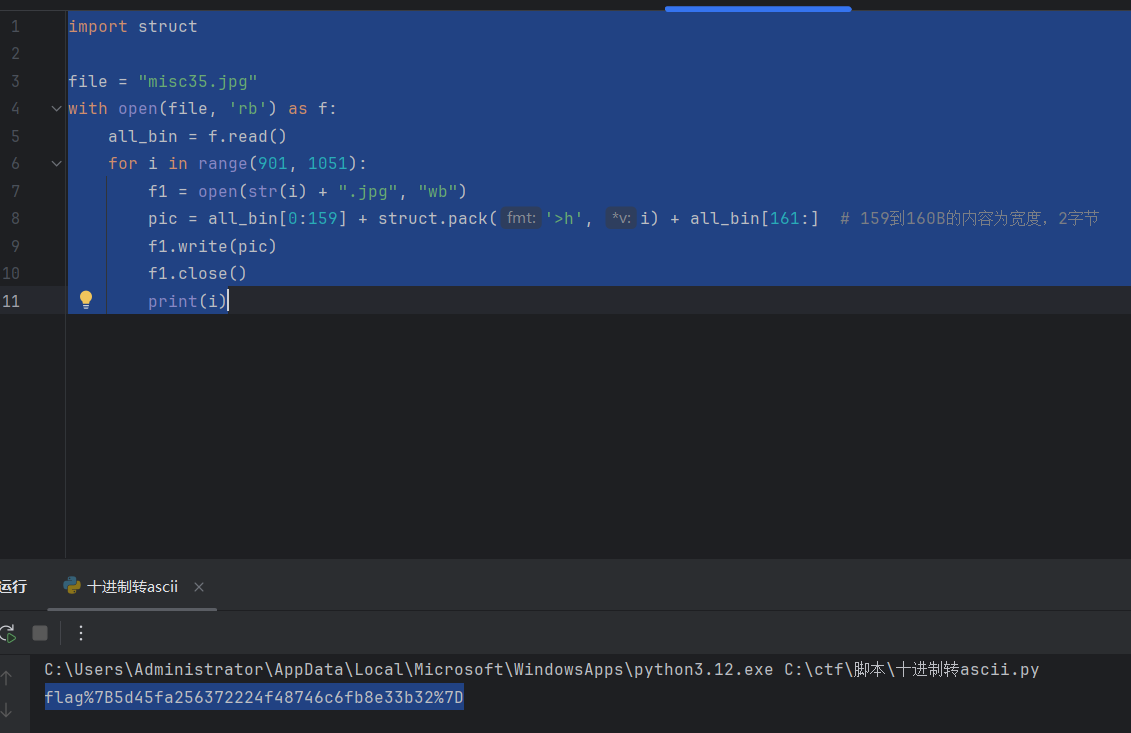 1 import struct
2
3 file = "misc35.jpg"
4 with open(file, 'rb') as f:
5     all_bin = f.read()
6     for i in range(901, 1051):
7         f1 = open(str(i) + ".jpg", "wb")
8         pic = all_bin[0:159] + struct.pack( fmt: '>h', *v: i) + all_bin[161:]  # 159到160B的内容为宽度，2字节
9         f1.write(pic)
10         f1.close()
11         print(i)
运行 十进制转ascii ×
C:\Users\Administrator\AppData\Local\Microsoft\WindowsApps\python3.12.exe C:\ctf\脚本\十进制转ascii.py
flag%7B5d45fa256372224f48746c6fb8e33b32%7D